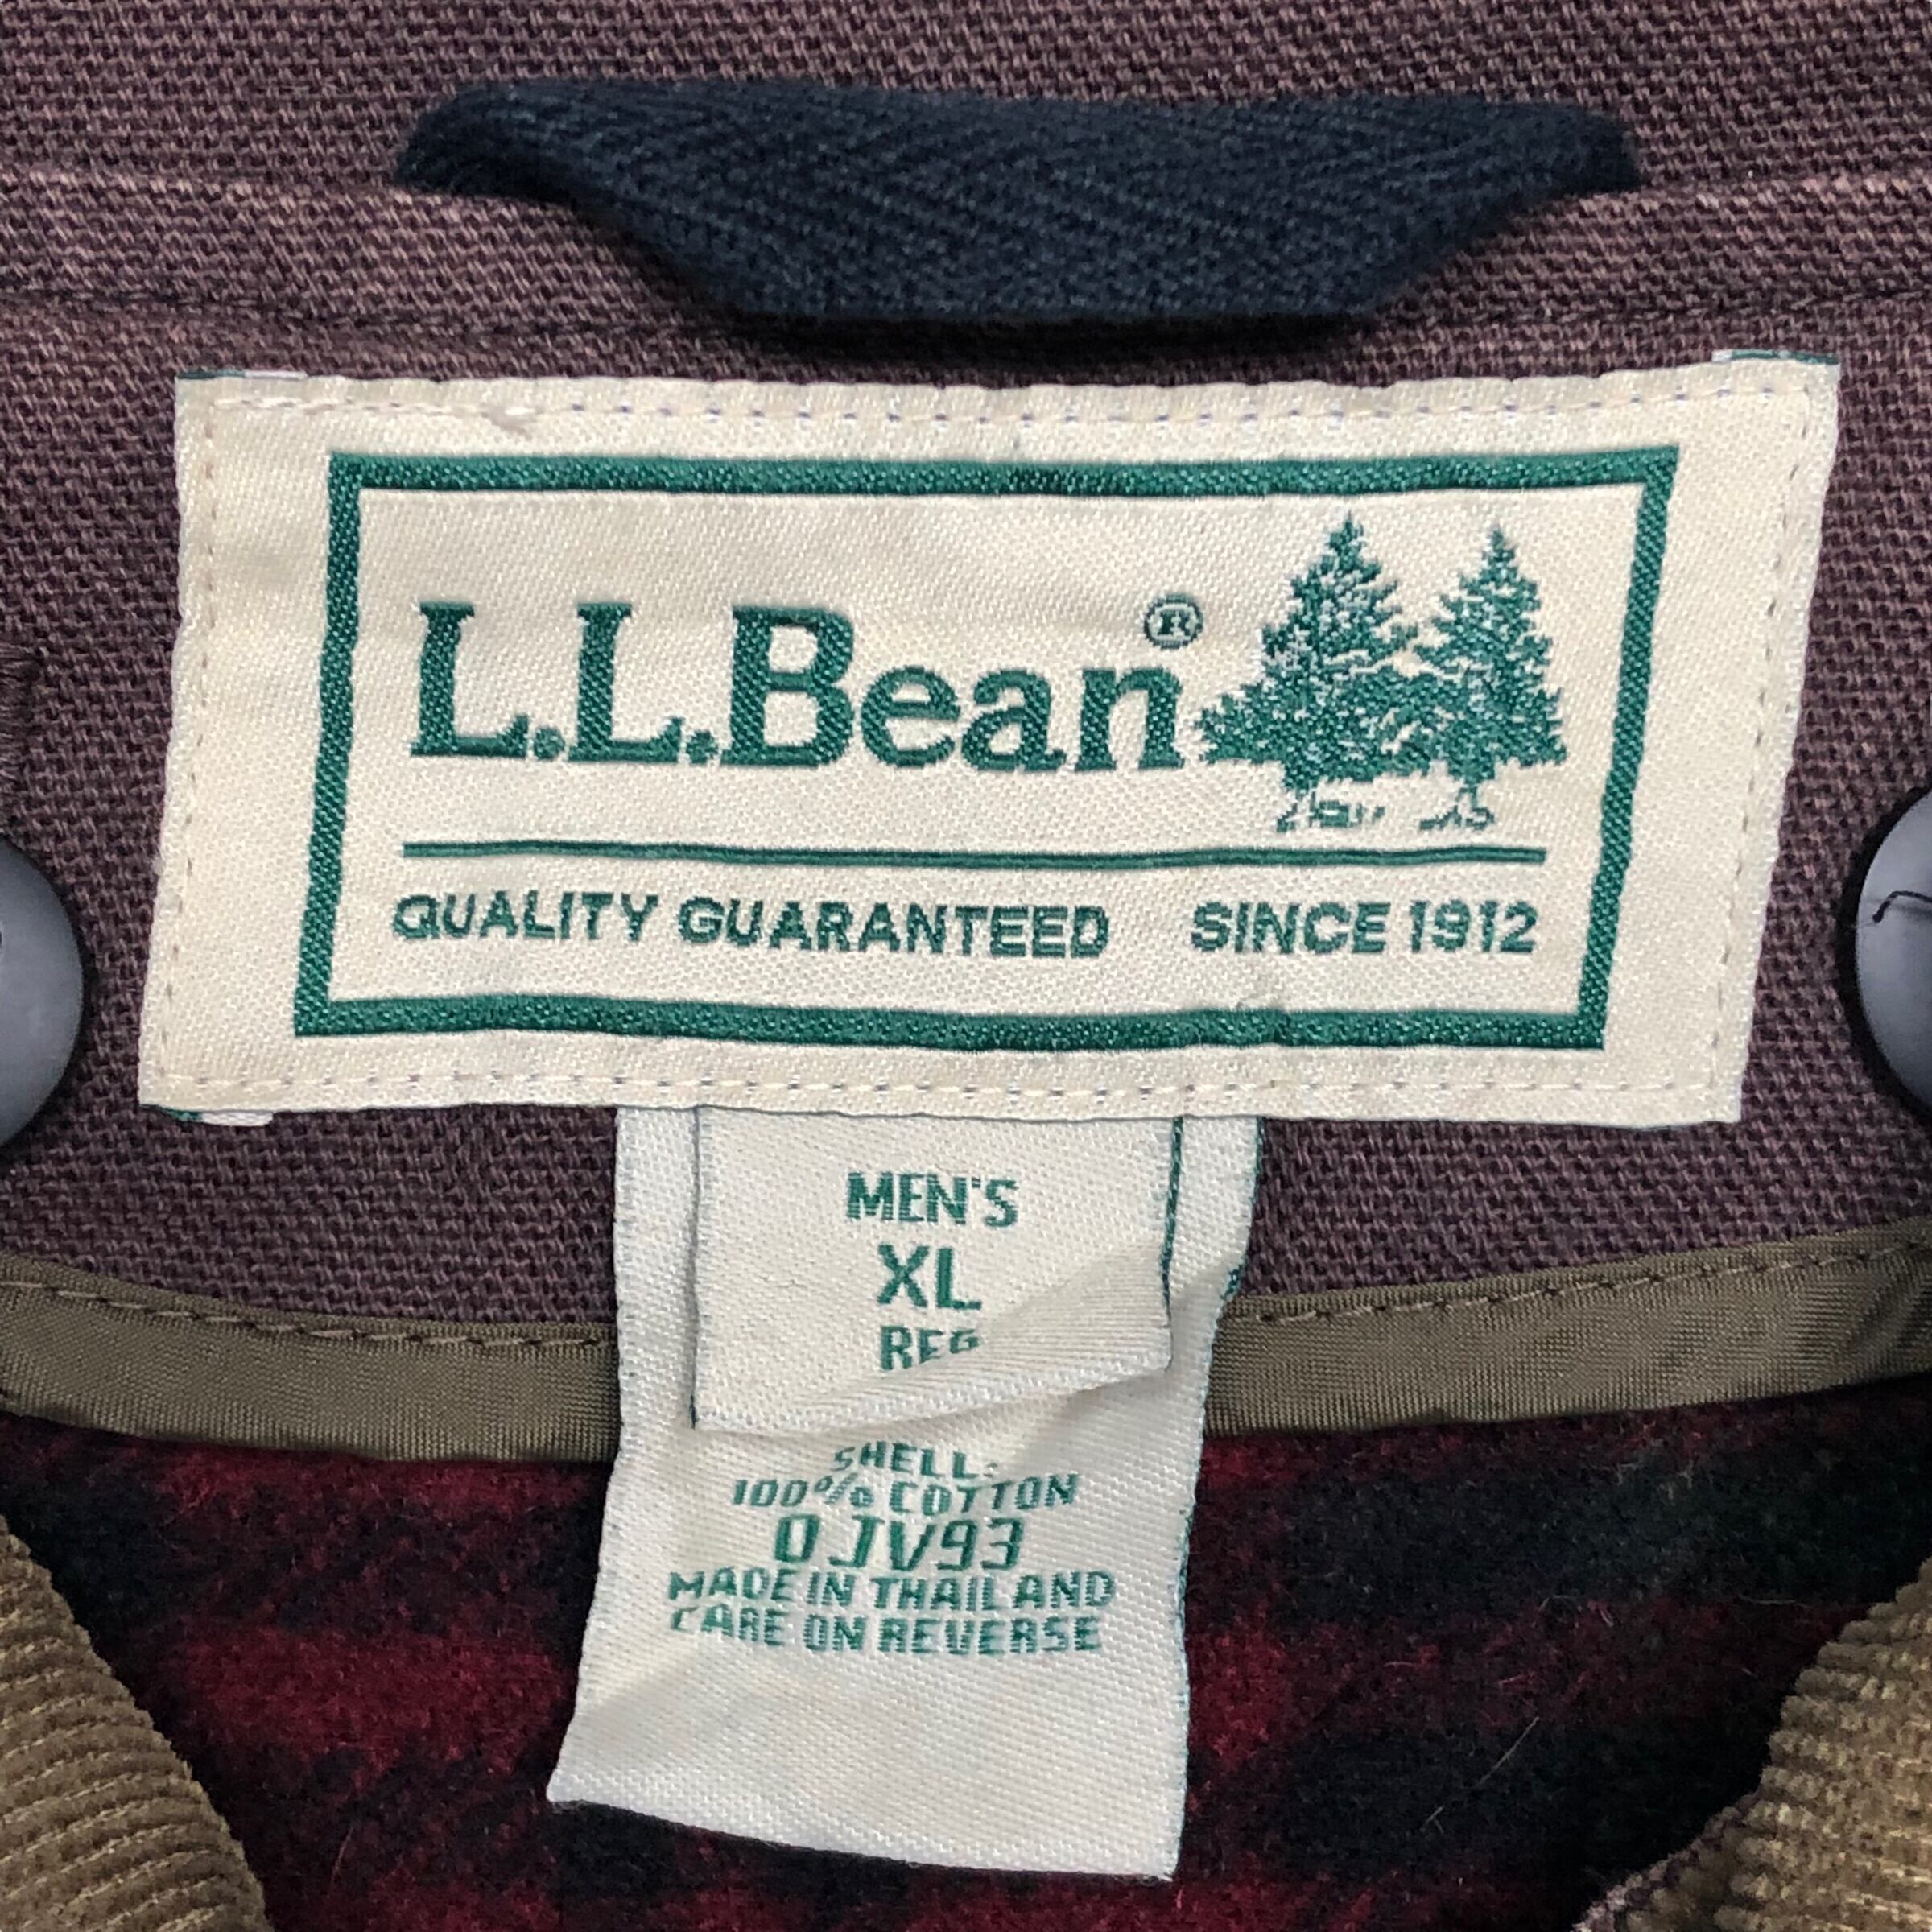 L.L.Bean®
QUALITY GUARANTEED SINCE 1912
MEN'S
XL
REG
SHELL:
100% COTTON
0JV93
MADE IN THAILAND
CARE ON REVERSE